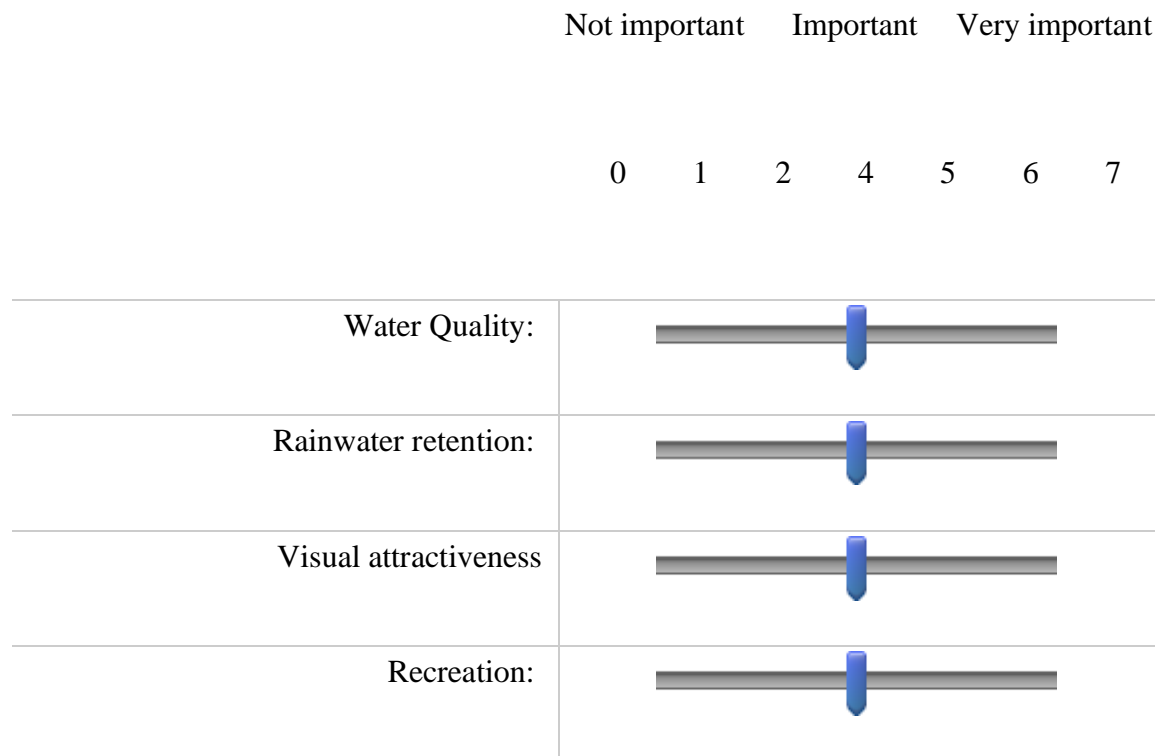 Not important Important Very important
0 1 2 4 5 6 7
Water Quality:
Rainwater retention:
Visual attractiveness
Recreation: